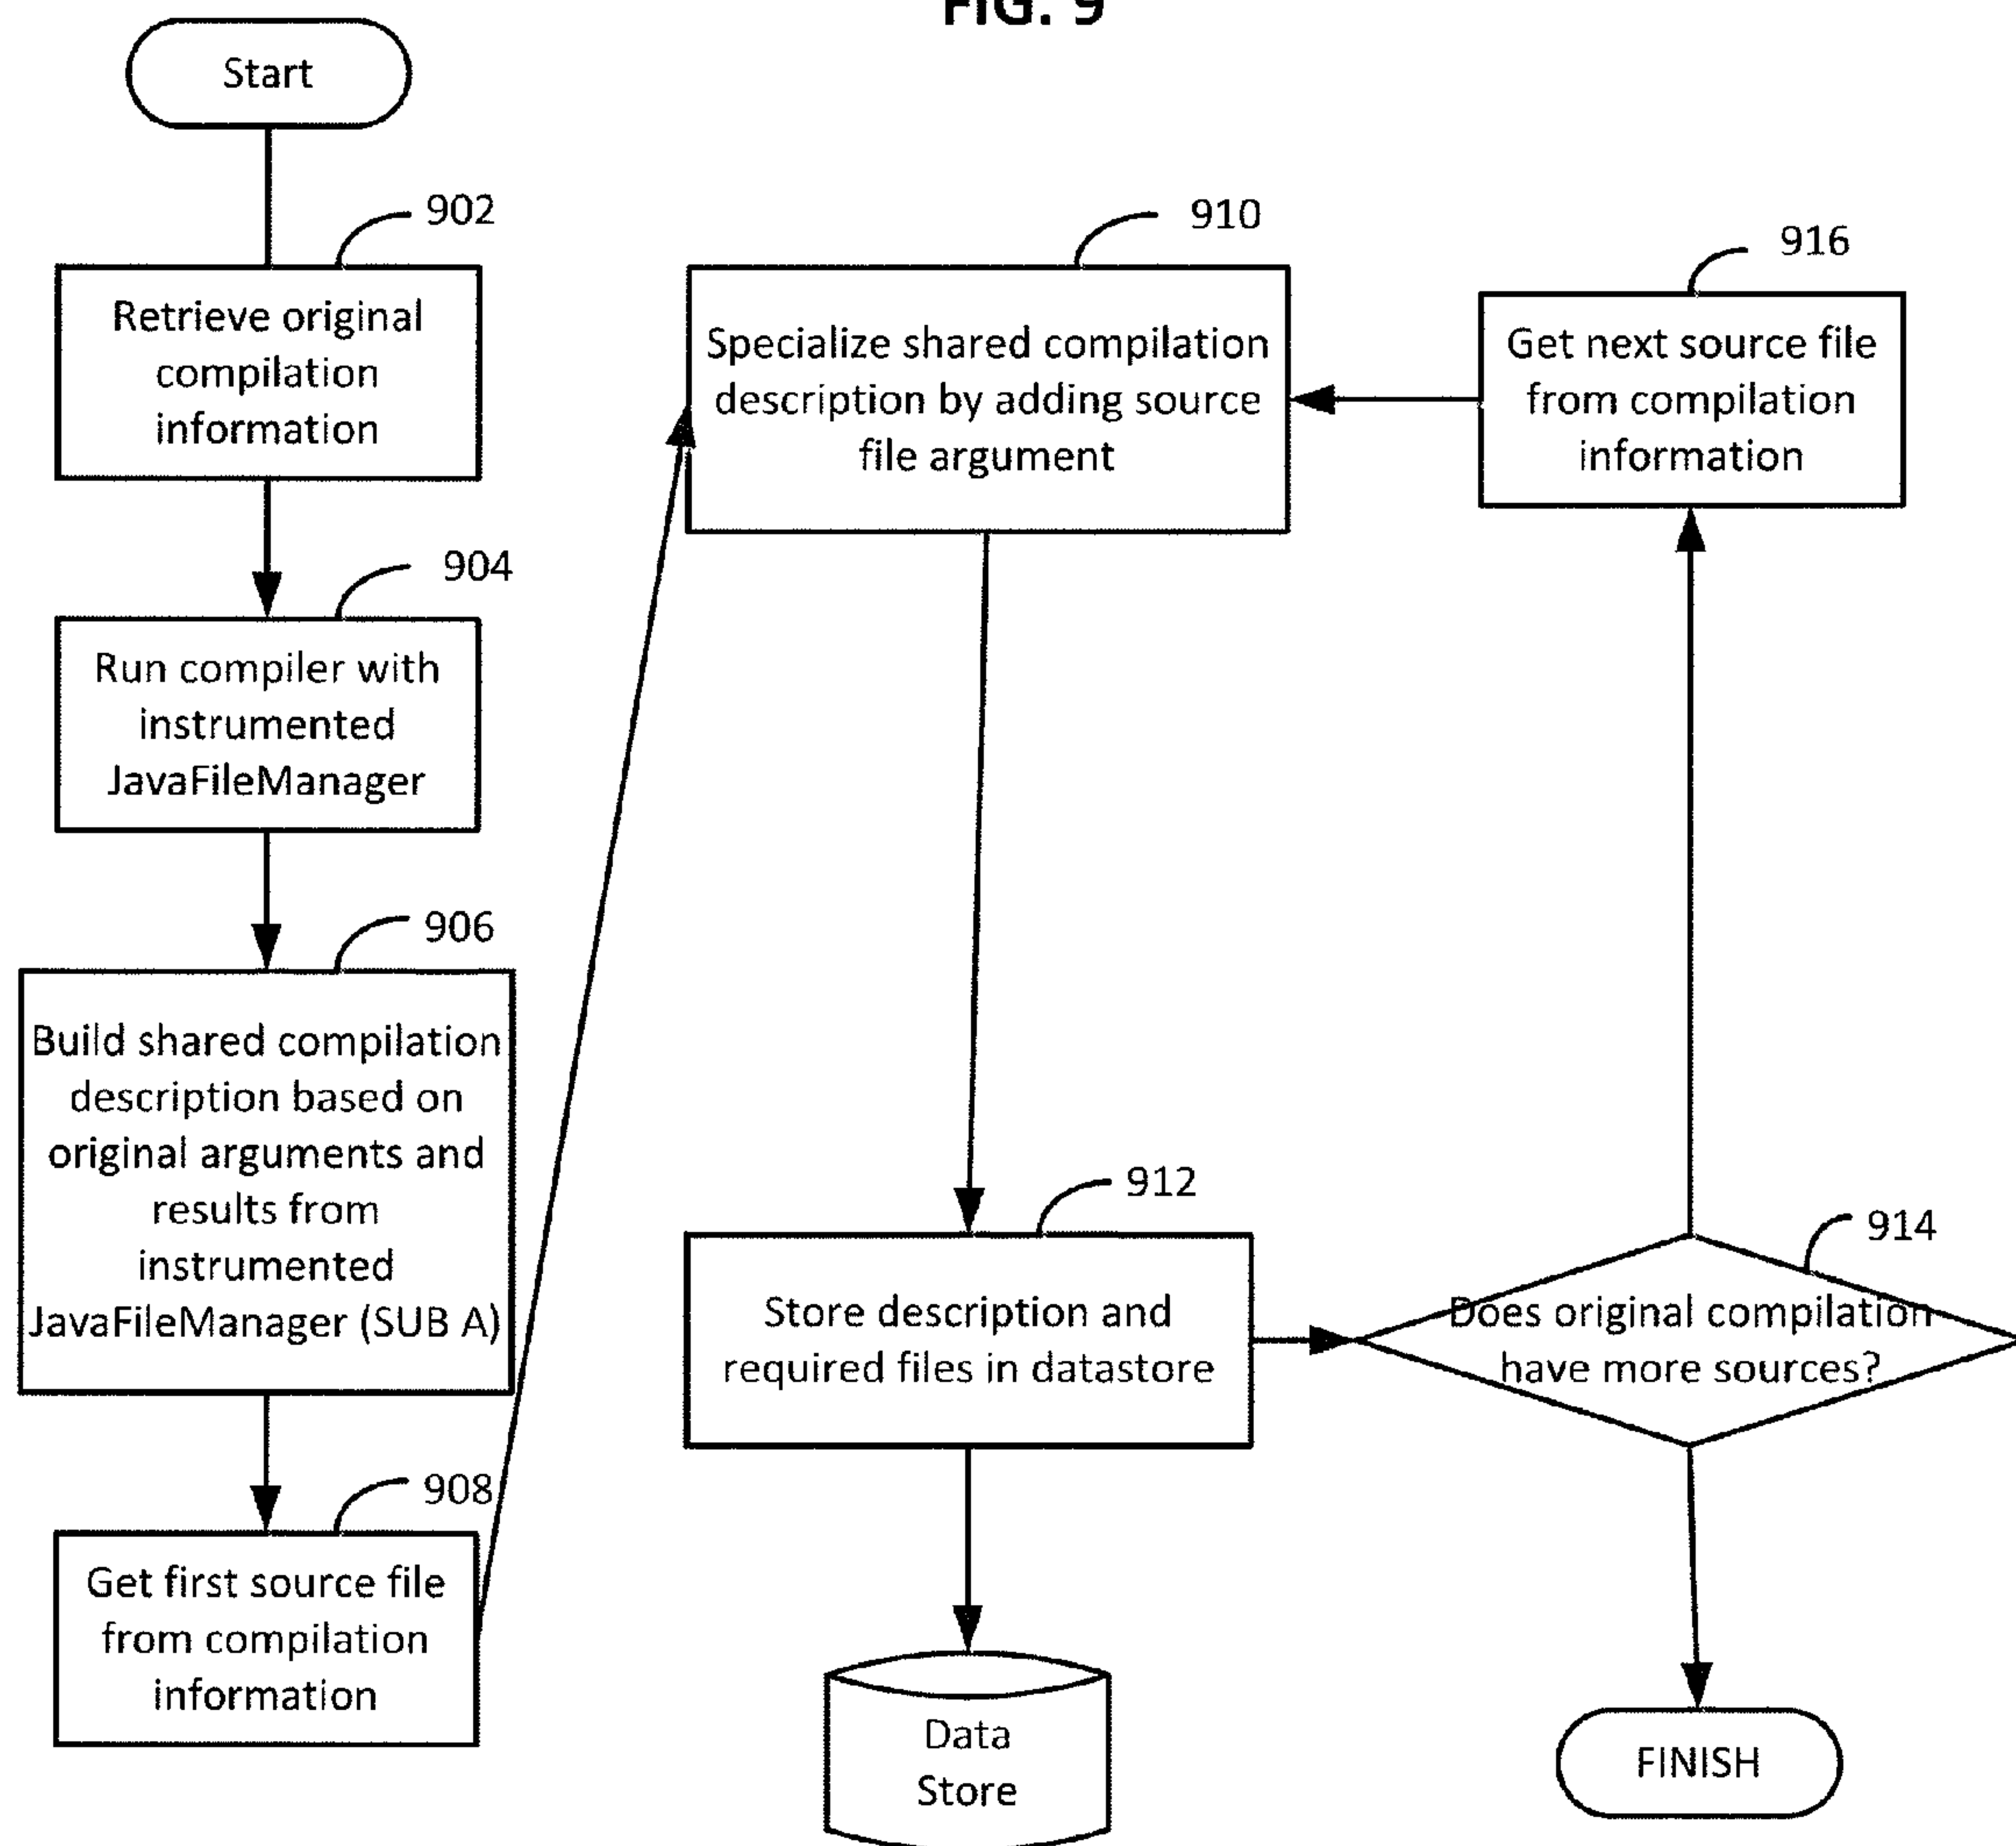 FIG. 9
Start
902
Retrieve original
compilation
information
904
Run compiler with
instrumented
JavaFileManager
906
Build shared compilation
description based on
original arguments and
results from
instrumented
JavaFileManager (SUB A)
908
Get first source file
from compilation
information
910
Specialize shared compilation
description by adding source
file argument
912
Store description and
required files in datastore
Data
Store
914
Does original compilation
have more sources?
916
Get next source file
from compilation
information
FINISH